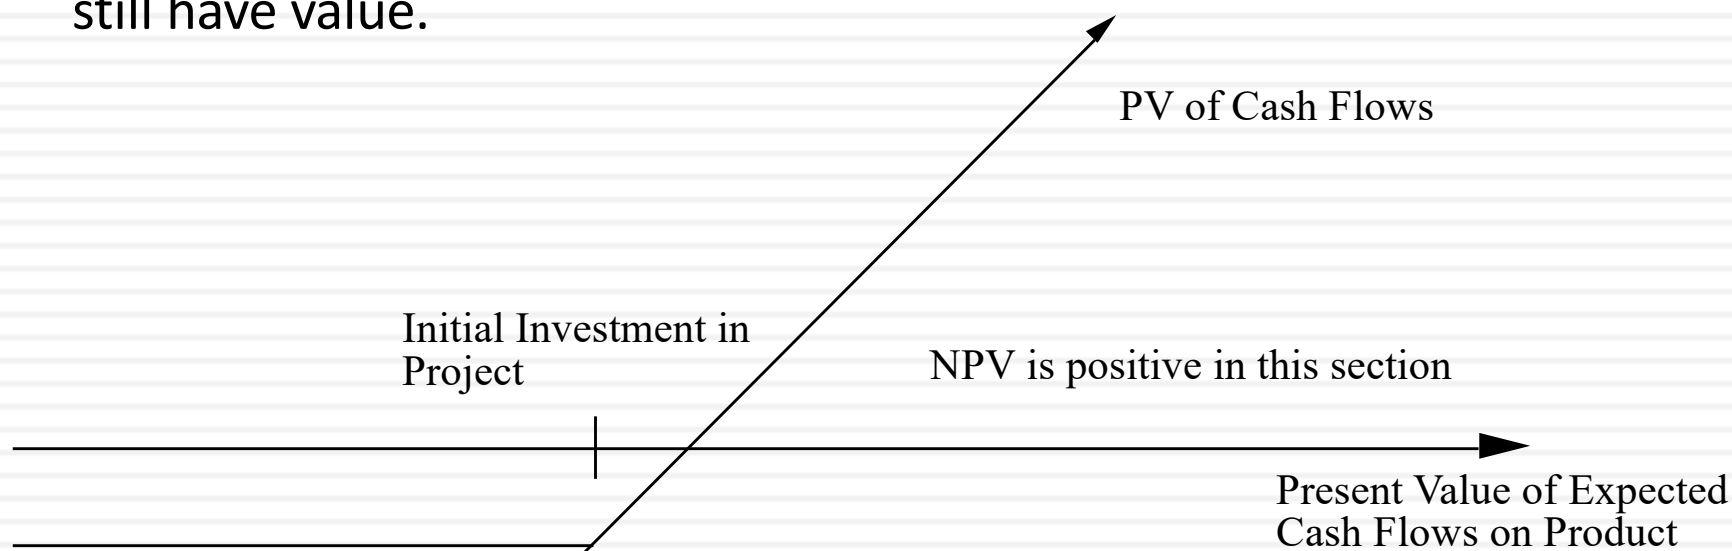 still have value.
PV of Cash Flows
Initial Investment in
Project
NPV is positive in this section
Present Value of Expected
Cash Flows on Product